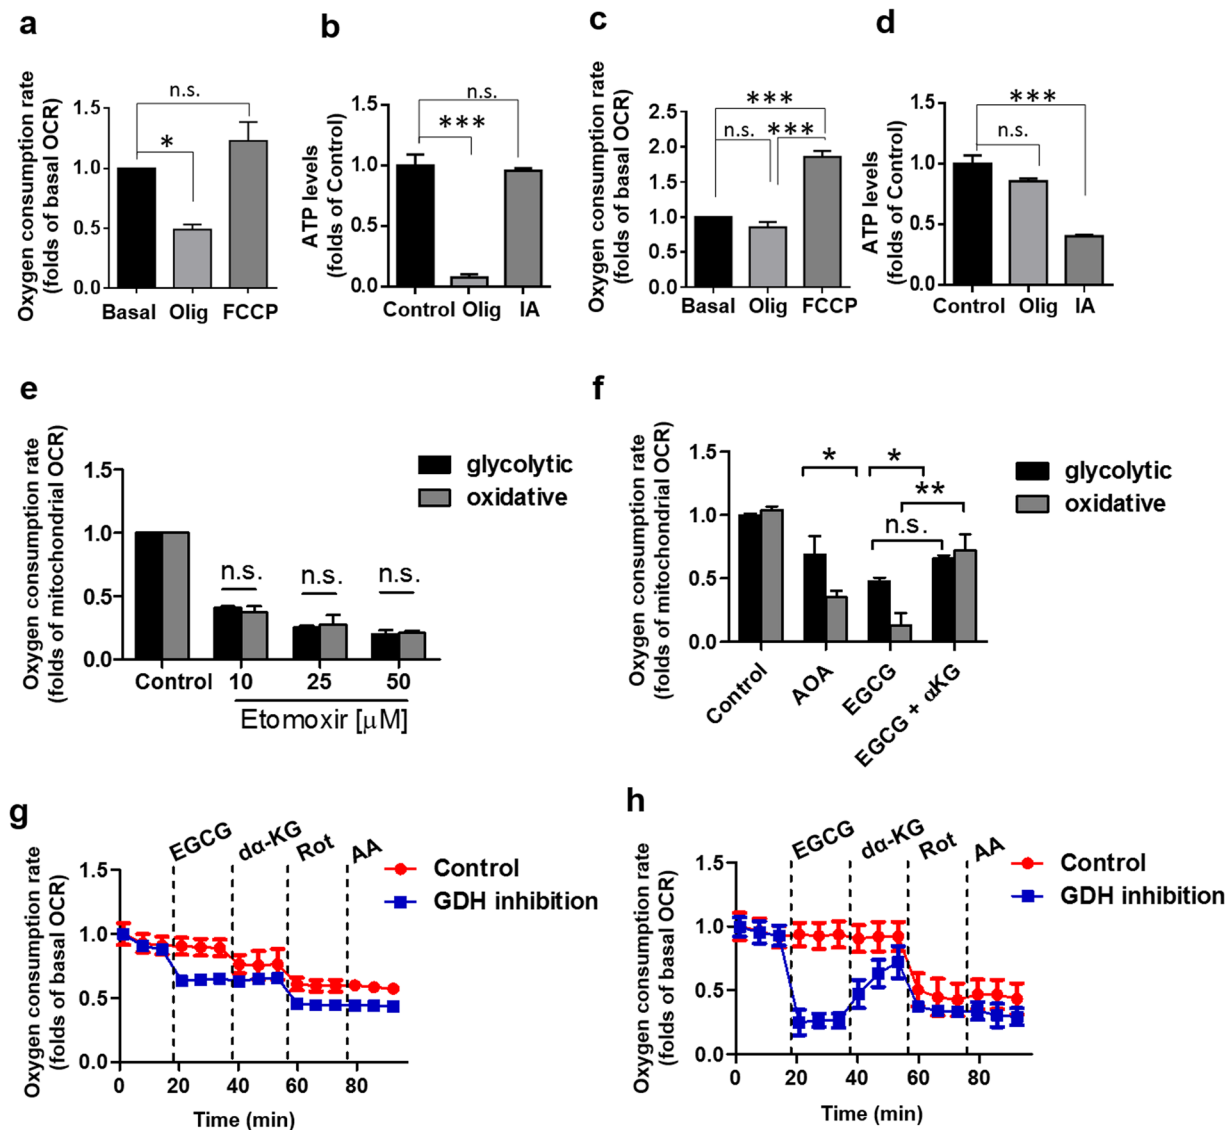 a
Oxygen consumption rate
(folds of basal OCR)
1.5
1.0
0.5
0.0
n.s.
*
Basal Olig FCCP
b
ATP levels
(folds of Control)
1.5
1.0
0.5
0.0
n.s.
***
Control Olig IA
c
Oxygen consumption rate
(folds of basal OCR)
2.5
2.0
1.5
1.0
0.5
0.0
***
n.s. ***
Basal Olig FCCP
d
ATP levels
(folds of Control)
1.5
1.0
0.5
0.0
***
n.s.
Control Olig IA
e
Oxygen consumption rate
(folds of mitochondrial OCR)
1.5
1.0
0.5
0.0
glycolytic
oxidative
n.s. n.s. n.s.
Control 10 25 50
Etomoxir [μM]
f
Oxygen consumption rate
(folds of mitochondrial OCR)
1.5
1.0
0.5
0.0
* *
**
n.s.
glycolytic
oxidative
Control
AOA
EGCG
EGCG + αKG
g
Oxygen consumption rate
(folds of basal OCR)
1.5
1.0
0.5
0.0
EGCG dα-KG Rot AA
Control
GDH inhibition
0 20 40 60 80
Time (min)
h
Oxygen consumption rate
(folds of basal OCR)
1.5
1.0
0.5
0.0
EGCG dα-KG Rot AA
Control
GDH inhibition
0 20 40 60 80
Time (min)